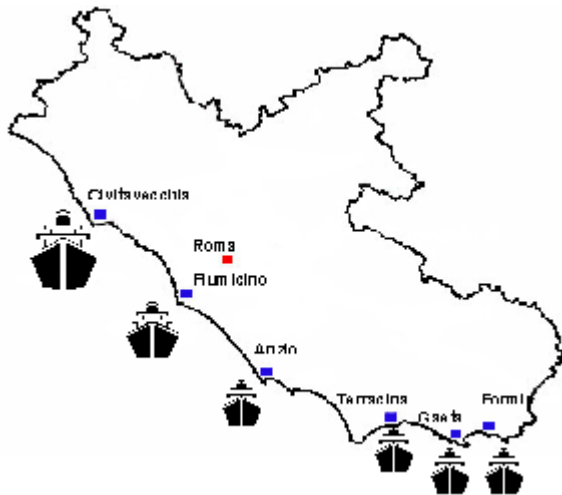 Civitavecchia
Roma
Fiumicino
Anzio
Terracina
Gaeta
Formia